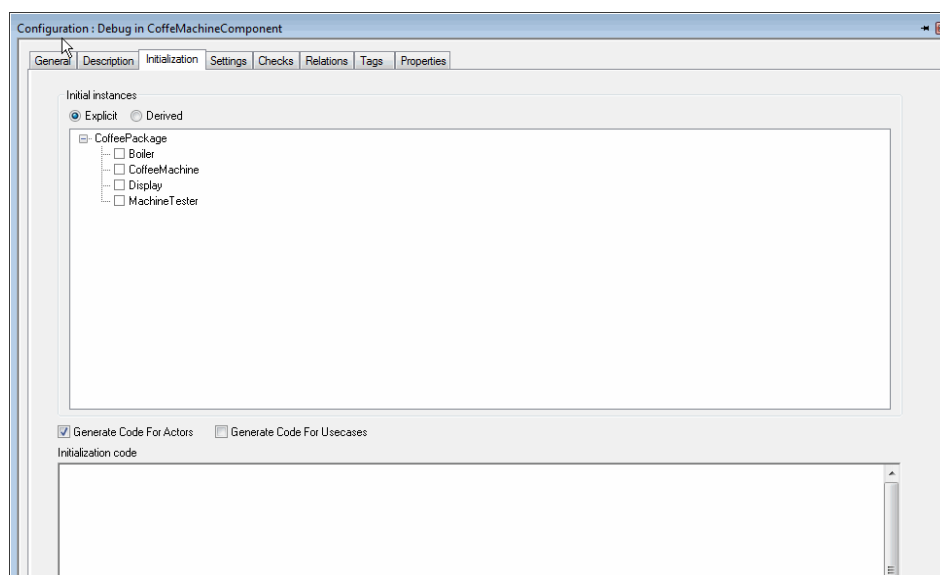 Configuration : Debug in CoffeMachineComponent
General Description Initialization Settings Checks Relations Tags Properties
Initial instances
Explicit Derived
CoffeePackage
Boiler
CoffeeMachine
Display
MachineTester
Generate Code For Actors Generate Code For Usecases
Initialization code